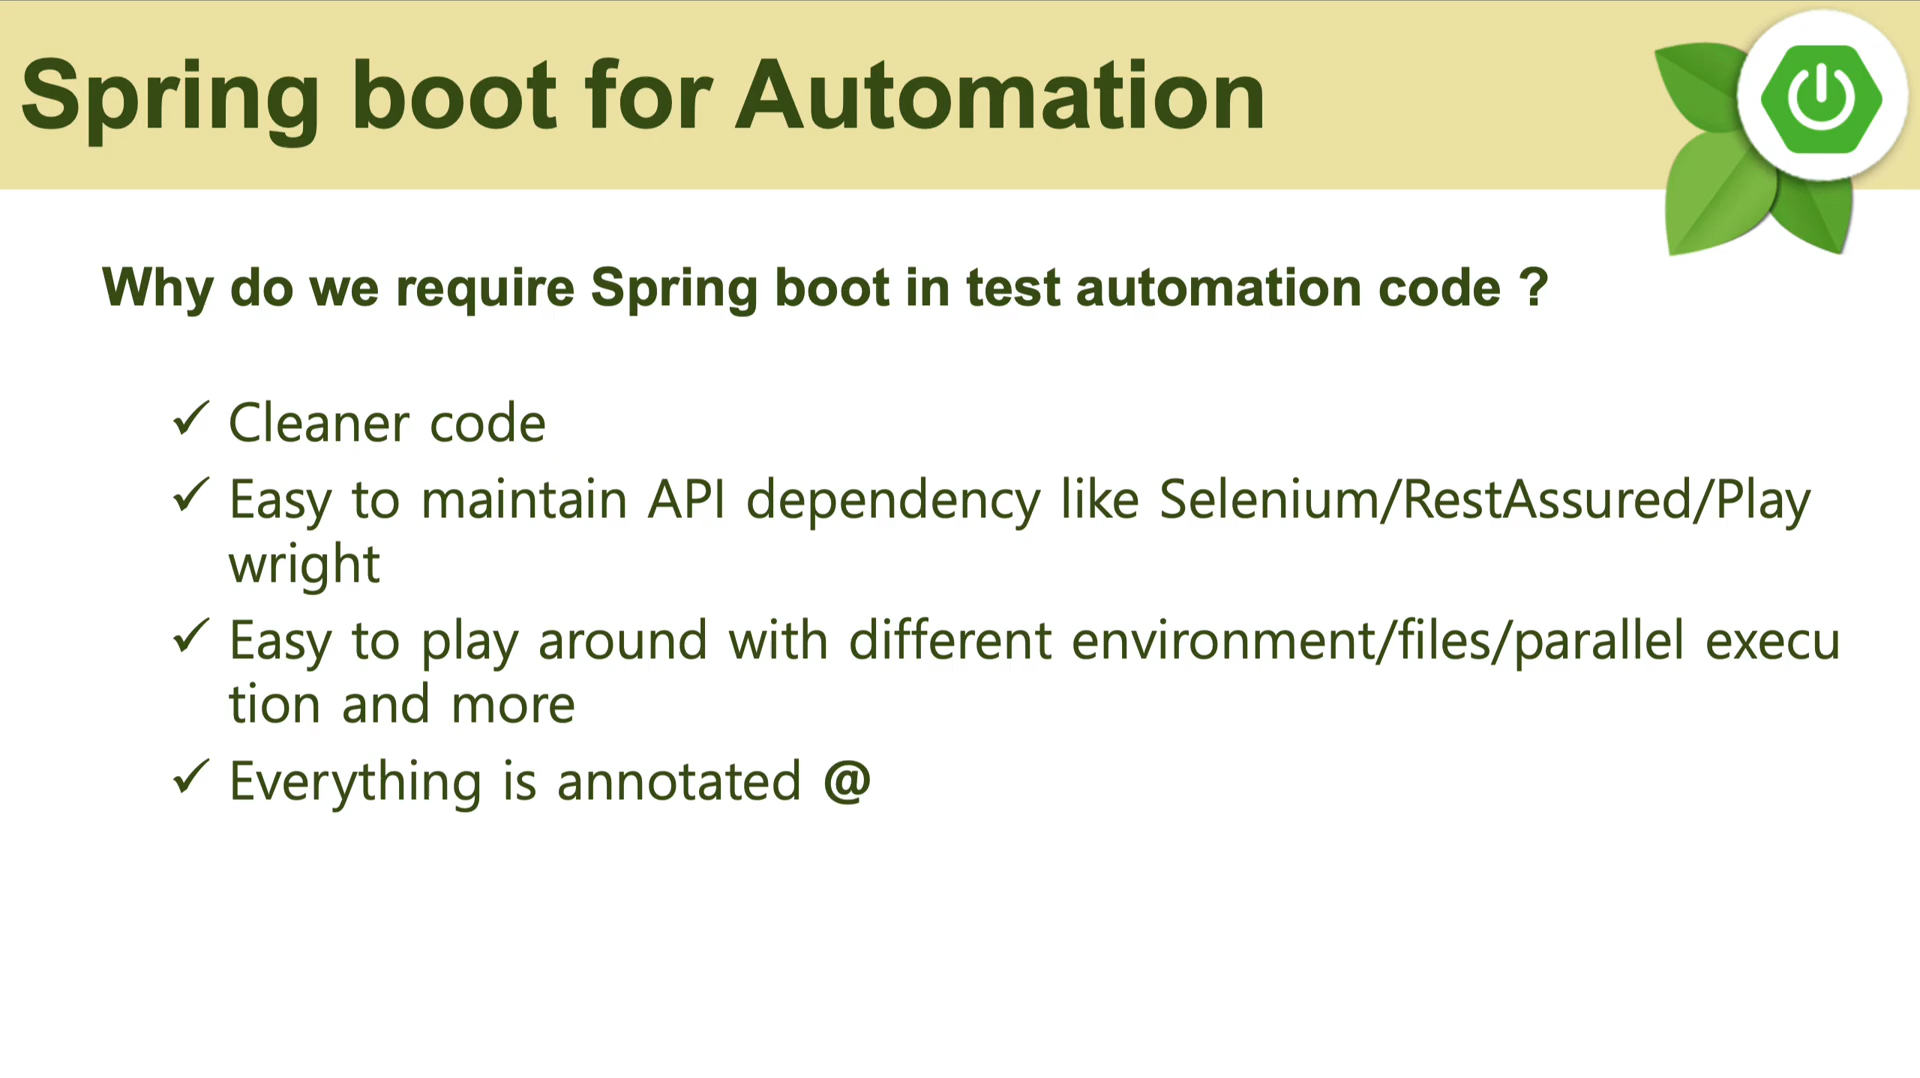 Spring boot for Automation
Why do we require Spring boot in test automation code ?
✓ Cleaner code
✓ Easy to maintain API dependency like Selenium/RestAssured/Play
wright
✓ Easy to play around with different environment/files/parallel execu
tion and more
✓ Everything is annotated @